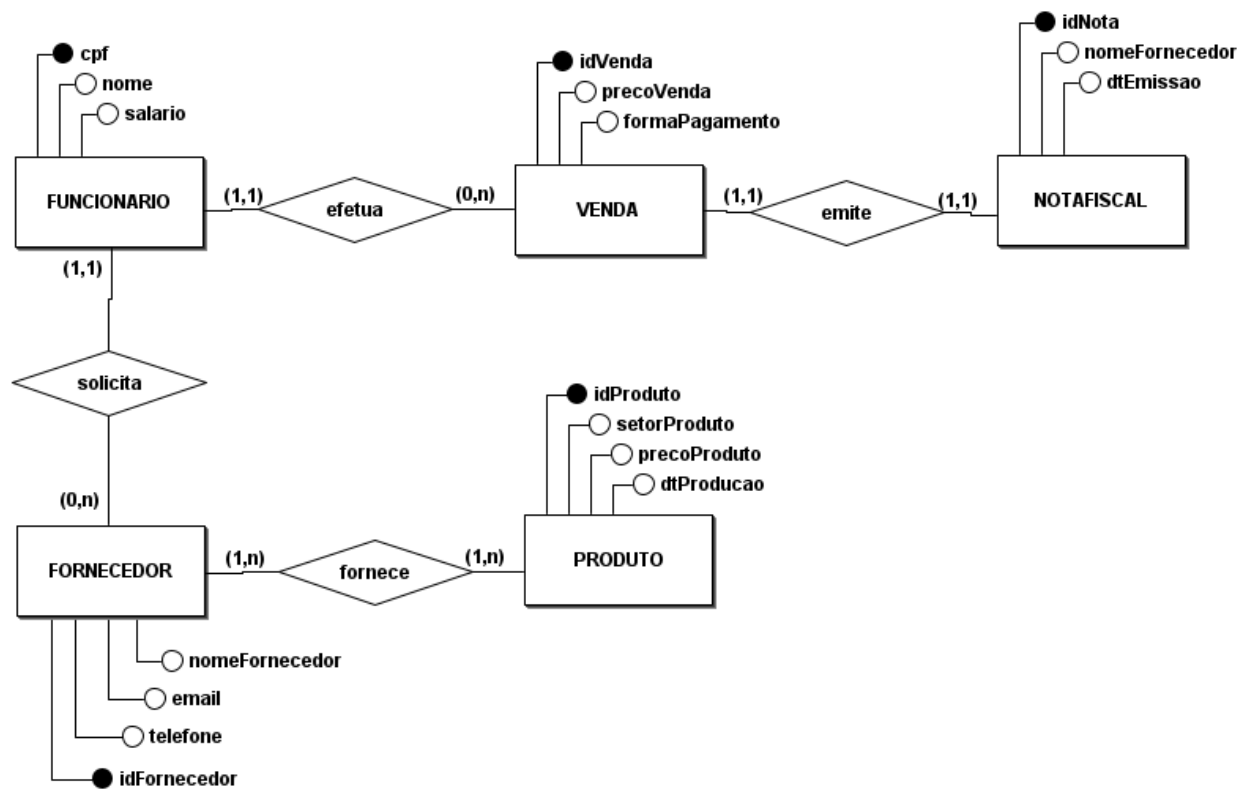 cpf
nome
salario
FUNCIONARIO
(1,1)
efetua
(0,n)
idVenda
precoVenda
formaPagamento
VENDA
(1,1)
emite
(1,1)
idNota
nomeFornecedor
dtEmissao
NOTAFISCAL
(1,1)
solicita
(0,n)
FORNECEDOR
(1,n)
fornece
(1,n)
idProduto
setorProduto
precoProduto
dtProducao
PRODUTO
nomeFornecedor
email
telefone
idFornecedor